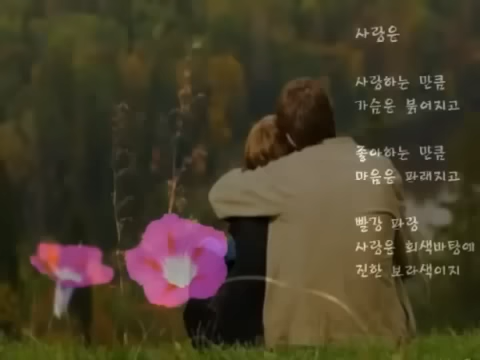 사랑은
사랑하는 만큼
가슴은 붉어지고
좋아하는 만큼
마음은 파래지고
빨강 파랑
사랑은 회색바탕에
진한 보라색이지